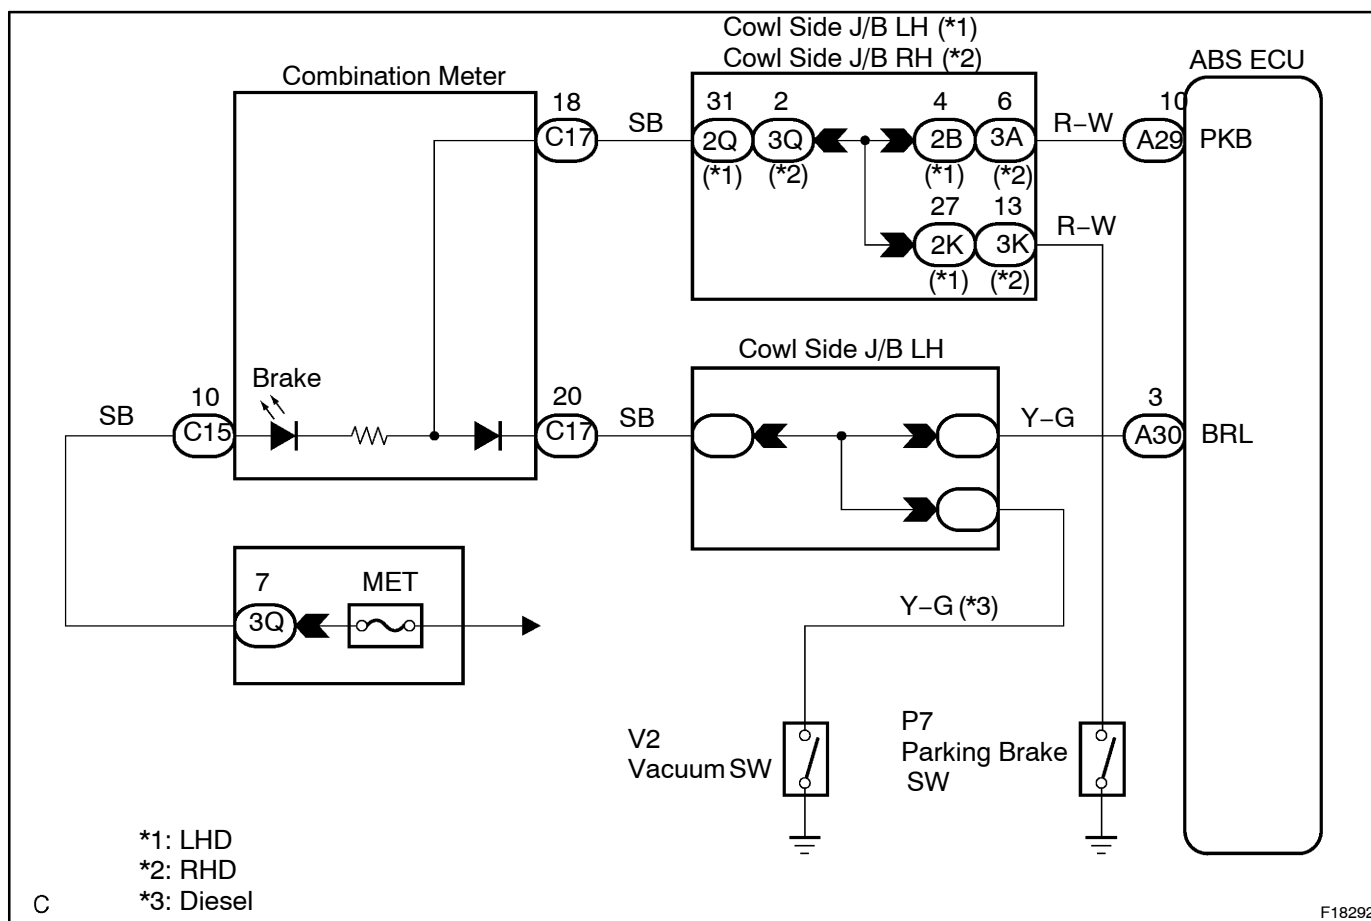 Cowl Side J/B LH (*1)
Cowl Side J/B RH (*2)
Combination Meter
ABS ECU
18
C17
SB
31
2
4
6
2Q
3Q
2B
3A
(*1)
(*2)
(*1)
(*2)
R-W
10
A29
PKB
27
13
2K
3K
(*1)
(*2)
R-W
Cowl Side J/B LH
Brake
SB
10
C15
20
C17
SB
Y-G
3
A30
BRL
7
3Q
MET
Y-G (*3)
V2
Vacuum SW
P7
Parking Brake
SW
*1: LHD
*2: RHD
*3: Diesel
C
F18292